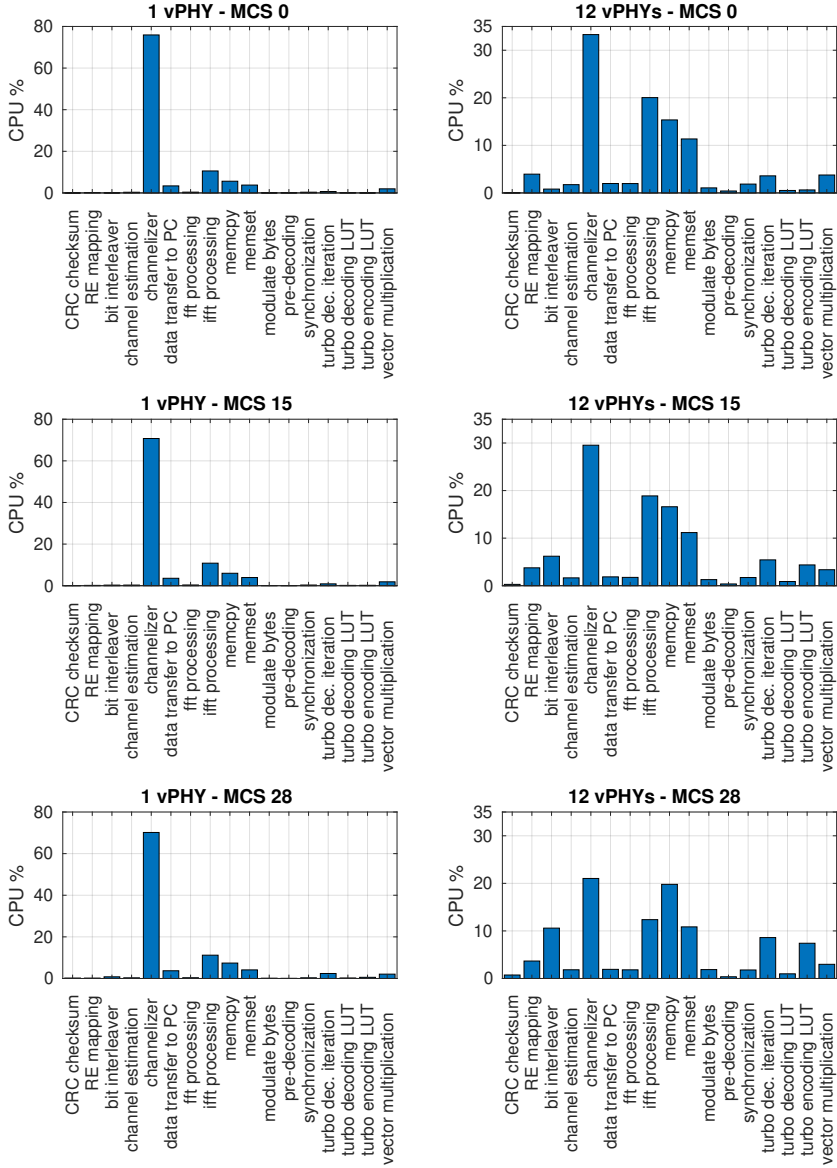 1 vPHY - MCS 0
CPU %
80
60
40
20
0
CRC checksum
RE mapping
bit interleaver
channel estimation
channelizer
data transfer to PC
fft processing
ifft processing
memcpy
memset
modulate bytes
pre-decoding
synchronization
turbo dec. iteration
turbo decoding LUT
turbo encoding LUT
vector multiplication
12 vPHYs - MCS 0
CPU %
35
30
20
10
0
CRC checksum
RE mapping
bit interleaver
channel estimation
channelizer
data transfer to PC
fft processing
ifft processing
memcpy
memset
modulate bytes
pre-decoding
synchronization
turbo dec. iteration
turbo decoding LUT
turbo encoding LUT
vector multiplication
1 vPHY - MCS 15
CPU %
80
60
40
20
0
CRC checksum
RE mapping
bit interleaver
channel estimation
channelizer
data transfer to PC
fft processing
ifft processing
memcpy
memset
modulate bytes
pre-decoding
synchronization
turbo dec. iteration
turbo decoding LUT
turbo encoding LUT
vector multiplication
12 vPHYs - MCS 15
CPU %
35
30
20
10
0
CRC checksum
RE mapping
bit interleaver
channel estimation
channelizer
data transfer to PC
fft processing
ifft processing
memcpy
memset
modulate bytes
pre-decoding
synchronization
turbo dec. iteration
turbo decoding LUT
turbo encoding LUT
vector multiplication
1 vPHY - MCS 28
CPU %
80
60
40
20
0
CRC checksum
RE mapping
bit interleaver
channel estimation
channelizer
data transfer to PC
fft processing
ifft processing
memcpy
memset
modulate bytes
pre-decoding
synchronization
turbo dec. iteration
turbo decoding LUT
turbo encoding LUT
vector multiplication
12 vPHYs - MCS 28
CPU %
35
30
20
10
0
CRC checksum
RE mapping
bit interleaver
channel estimation
channelizer
data transfer to PC
fft processing
ifft processing
memcpy
memset
modulate bytes
pre-decoding
synchronization
turbo dec. iteration
turbo decoding LUT
turbo encoding LUT
vector multiplication